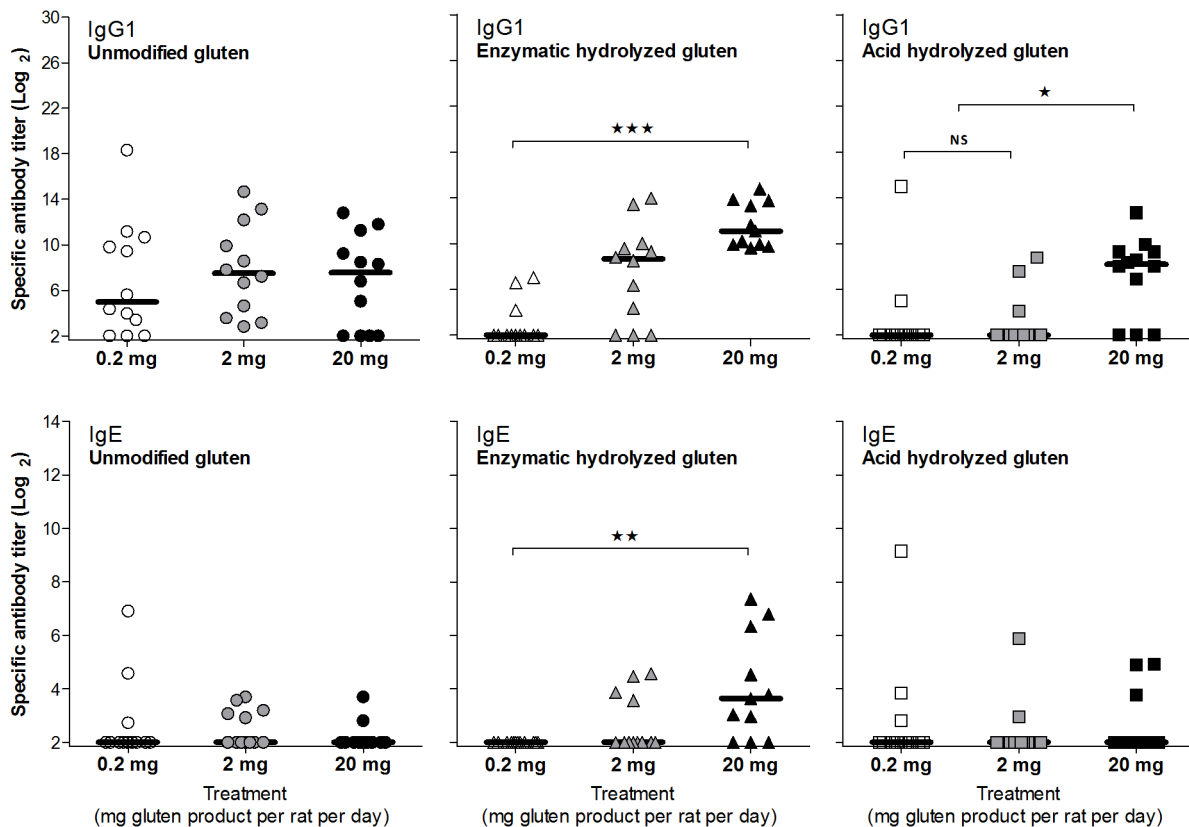 IgG1
Unmodified gluten
Specific antibody titer (Log 2)
30
26
22
18
14
10
6
2
0.2 mg
2 mg
20 mg
IgG1
Enzymatic hydrolyzed gluten
★★★
0.2 mg
2 mg
20 mg
IgG1
Acid hydrolyzed gluten
★
NS
0.2 mg
2 mg
20 mg
IgE
Unmodified gluten
Specific antibody titer (Log 2)
14
12
10
8
6
4
2
0.2 mg
2 mg
20 mg
Treatment
(mg gluten product per rat per day)
IgE
Enzymatic hydrolyzed gluten
★★
0.2 mg
2 mg
20 mg
Treatment
(mg gluten product per rat per day)
IgE
Acid hydrolyzed gluten
0.2 mg
2 mg
20 mg
Treatment
(mg gluten product per rat per day)